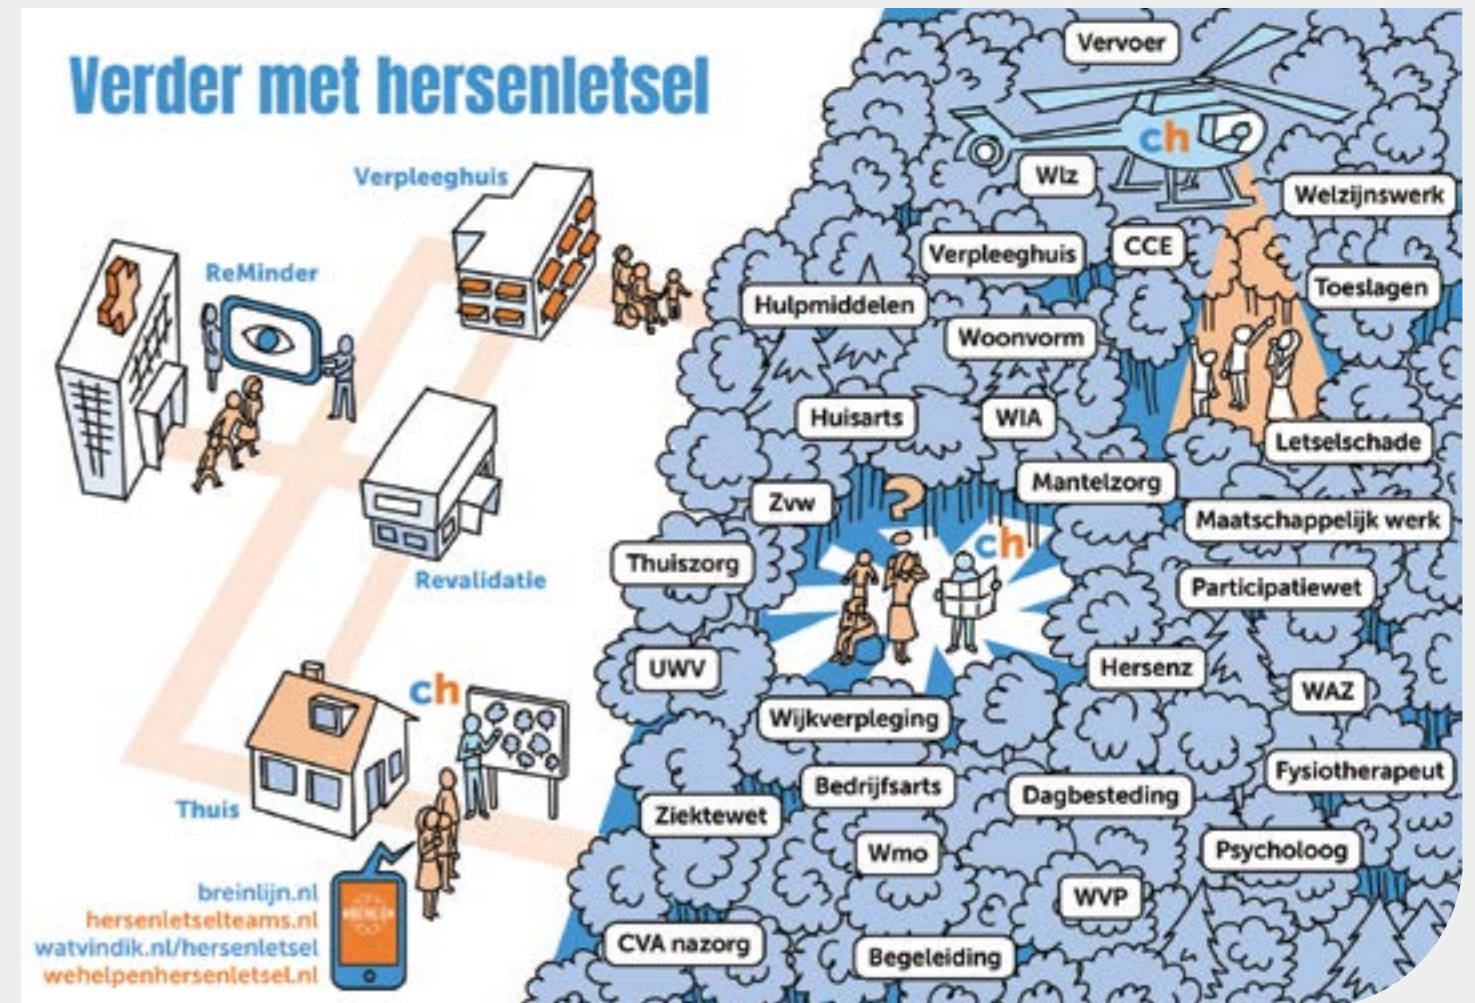 Verder met hersenletsel
Verpleeghuis
ReMinder
Revalidatie
ch
Thuis
breinlijn.nl
hersenletselteams.nl
watvindik.nl/hersenletsel
wehelpenhersenletsel.nl
Vervoer
ch
Wlz
Welzijnswerk
Verpleeghuis
CCE
Toeslagen
Hulpmiddelen
Woonvorm
Huisarts
WIA
Letselschade
Mantelzorg
Zvw
?
Maatschappelijk werk
ch
Thuiszorg
Participatiewet
UWV
Hersenz
WAZ
Wijkverpleging
Fysiotherapeut
Bedrijfsarts
Dagbesteding
Ziektewet
Wmo
Psycholoog
WVP
CVA nazorg
Begeleiding